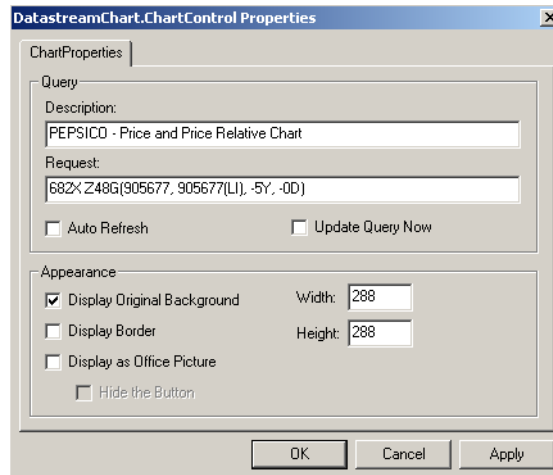 DatastreamChart.ChartControl Properties
ChartProperties
Query
Description:
PEPSICO - Price and Price Relative Chart
Request:
682X Z48G(905677, 905677(LI), -5Y, -0D)
Auto Refresh
Update Query Now
Appearance
Display Original Background
Width: 288
Display Border
Height: 288
Display as Office Picture
Hide the Button
OK Cancel Apply